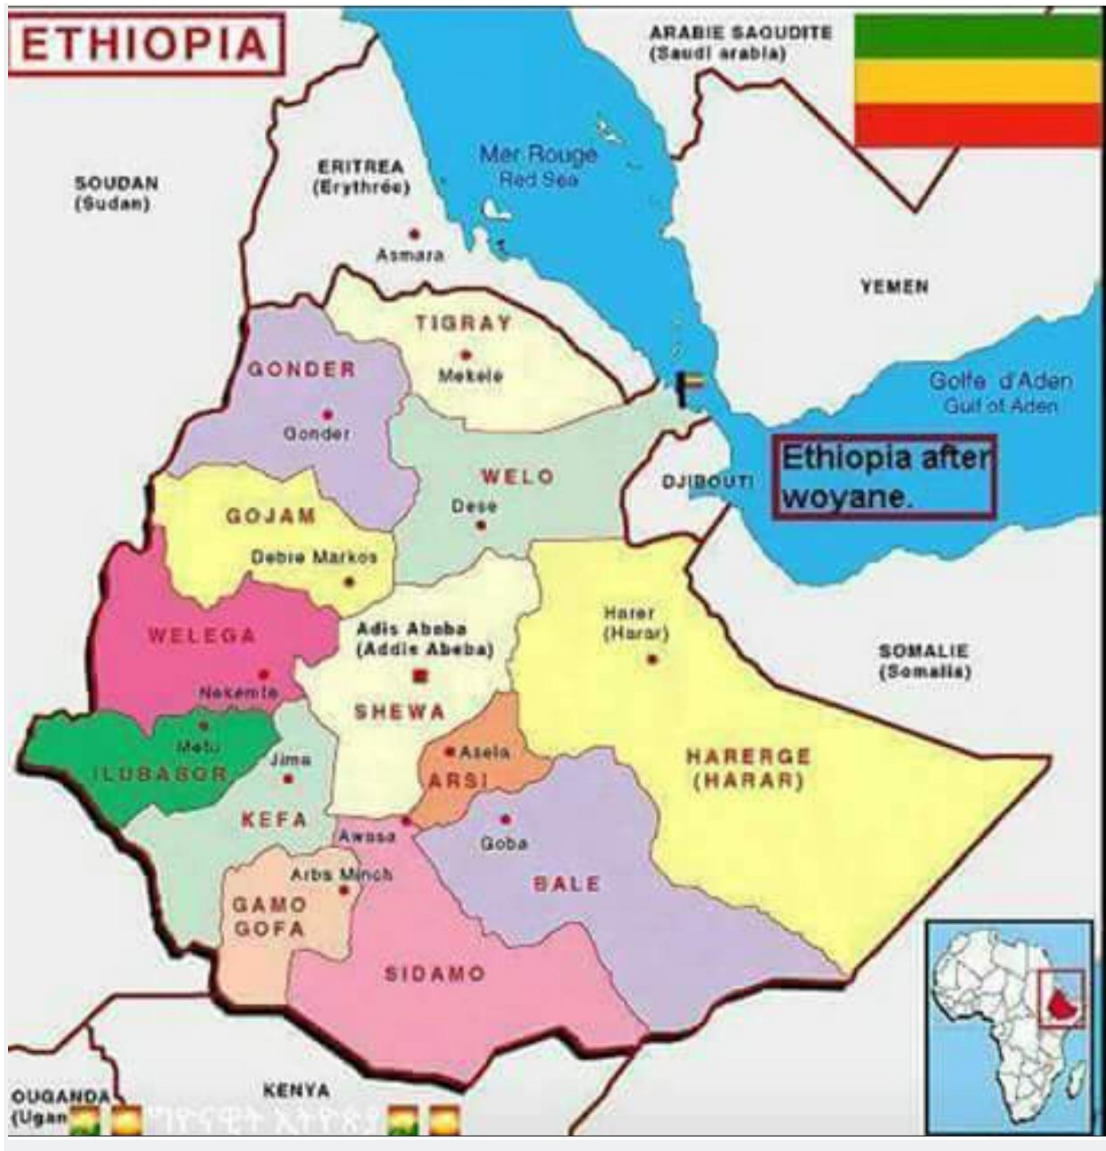 ETHIOPIA
ARABIE SAOUDITE
(Saudi arabia)
SOUDAN
(Sudan)
ERITREA
(Erythrée)
Asmara
Mer Rouge
Red Sea
YEMEN
TIGRAY
Mekele
GONDER
Gonder
Golfe d'Aden
Gulf of Aden
WELO
Dese
DJIBOUTI
Ethiopia after
woyane.
GOJAM
Debre Markos
WELEGA
Nekemte
Adis Aboba
(Addis Abeba)
SHEWA
Harer
(Harar)
SOMALIE
(Somalia)
Metu
ILUBABOR
Jima
KEFA
Asela
ARSI
HARERGE
(HARAR)
Awasa
Goba
BALE
Arba Minch
GAMO
GOFA
SIDAMO
KENYA
OUGANDA
(Ugan